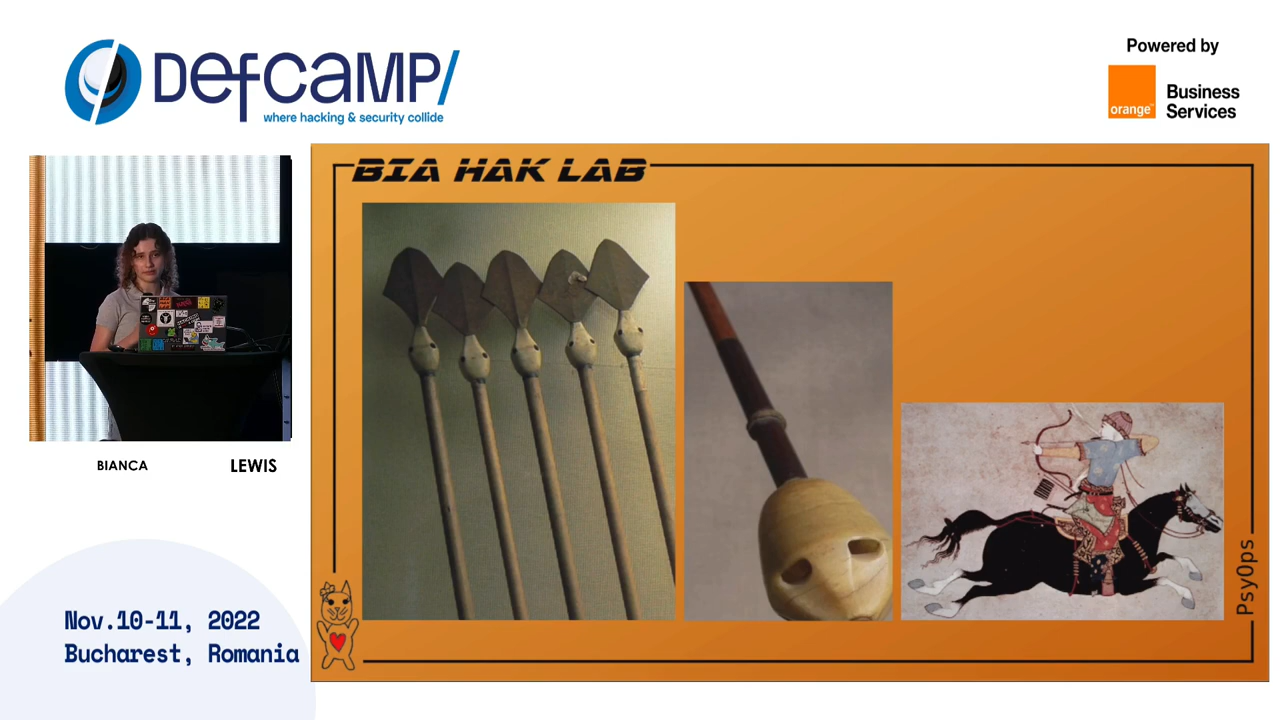 DefCaMP/
where hacking & security collide
Powered by
orange™
Business
Services
BIA HAK LAB
BIANCA LEWIS
PsyOps
Nov.10-11, 2022
Bucharest, Romania